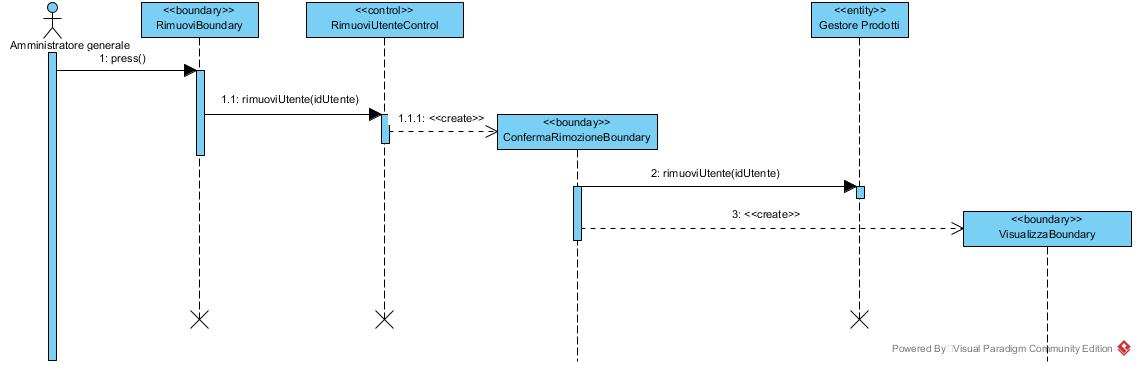 <<boundary>>
RimuoviBoundary
<<control>>
RimuoviUtenteControl
<<entity>>
Gestore Prodotti
Amministratore generale
1: press()
1.1: rimuoviUtente(idUtente)
1.1.1: <<create>>
<<bounday>>
ConfermaRimozioneBoundary
2: rimuoviUtente(idUtente)
3: <<create>>
<<boundary>>
VisualizzaBoundary
Powered By Visual Paradigm Community Edition